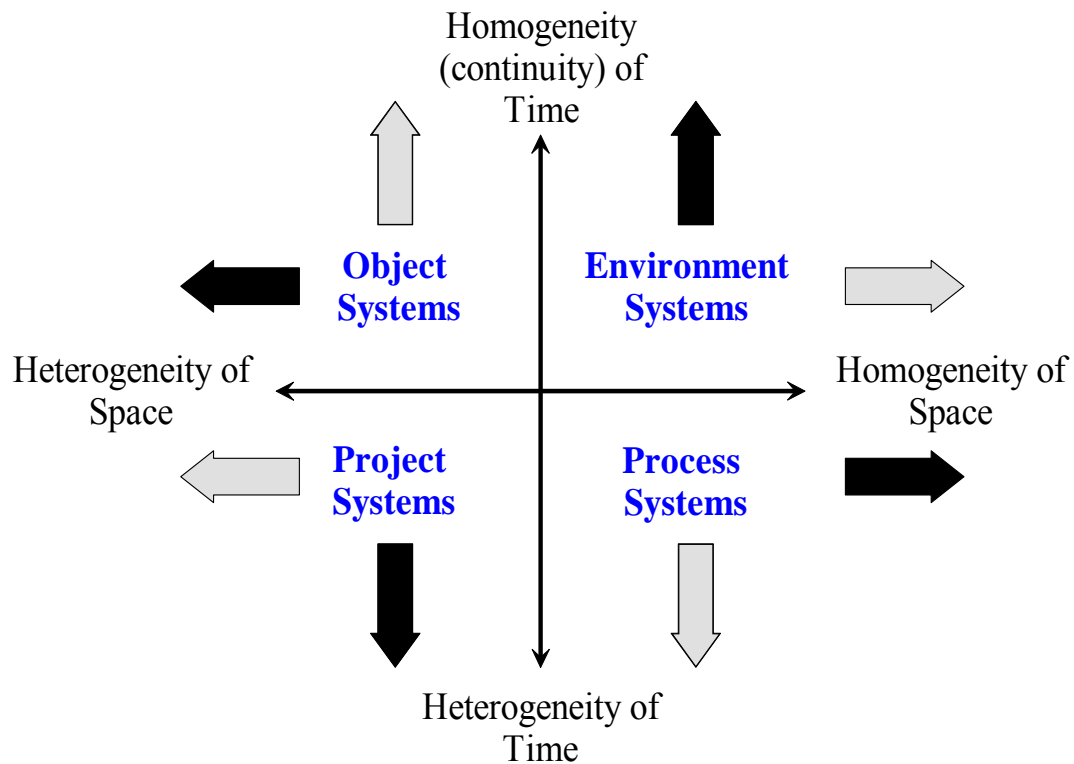 Homogeneity
(continuity) of
Time
Object
Systems
Environment
Systems
Heterogeneity of
Space
Homogeneity of
Space
Project
Systems
Process
Systems
Heterogeneity of
Time